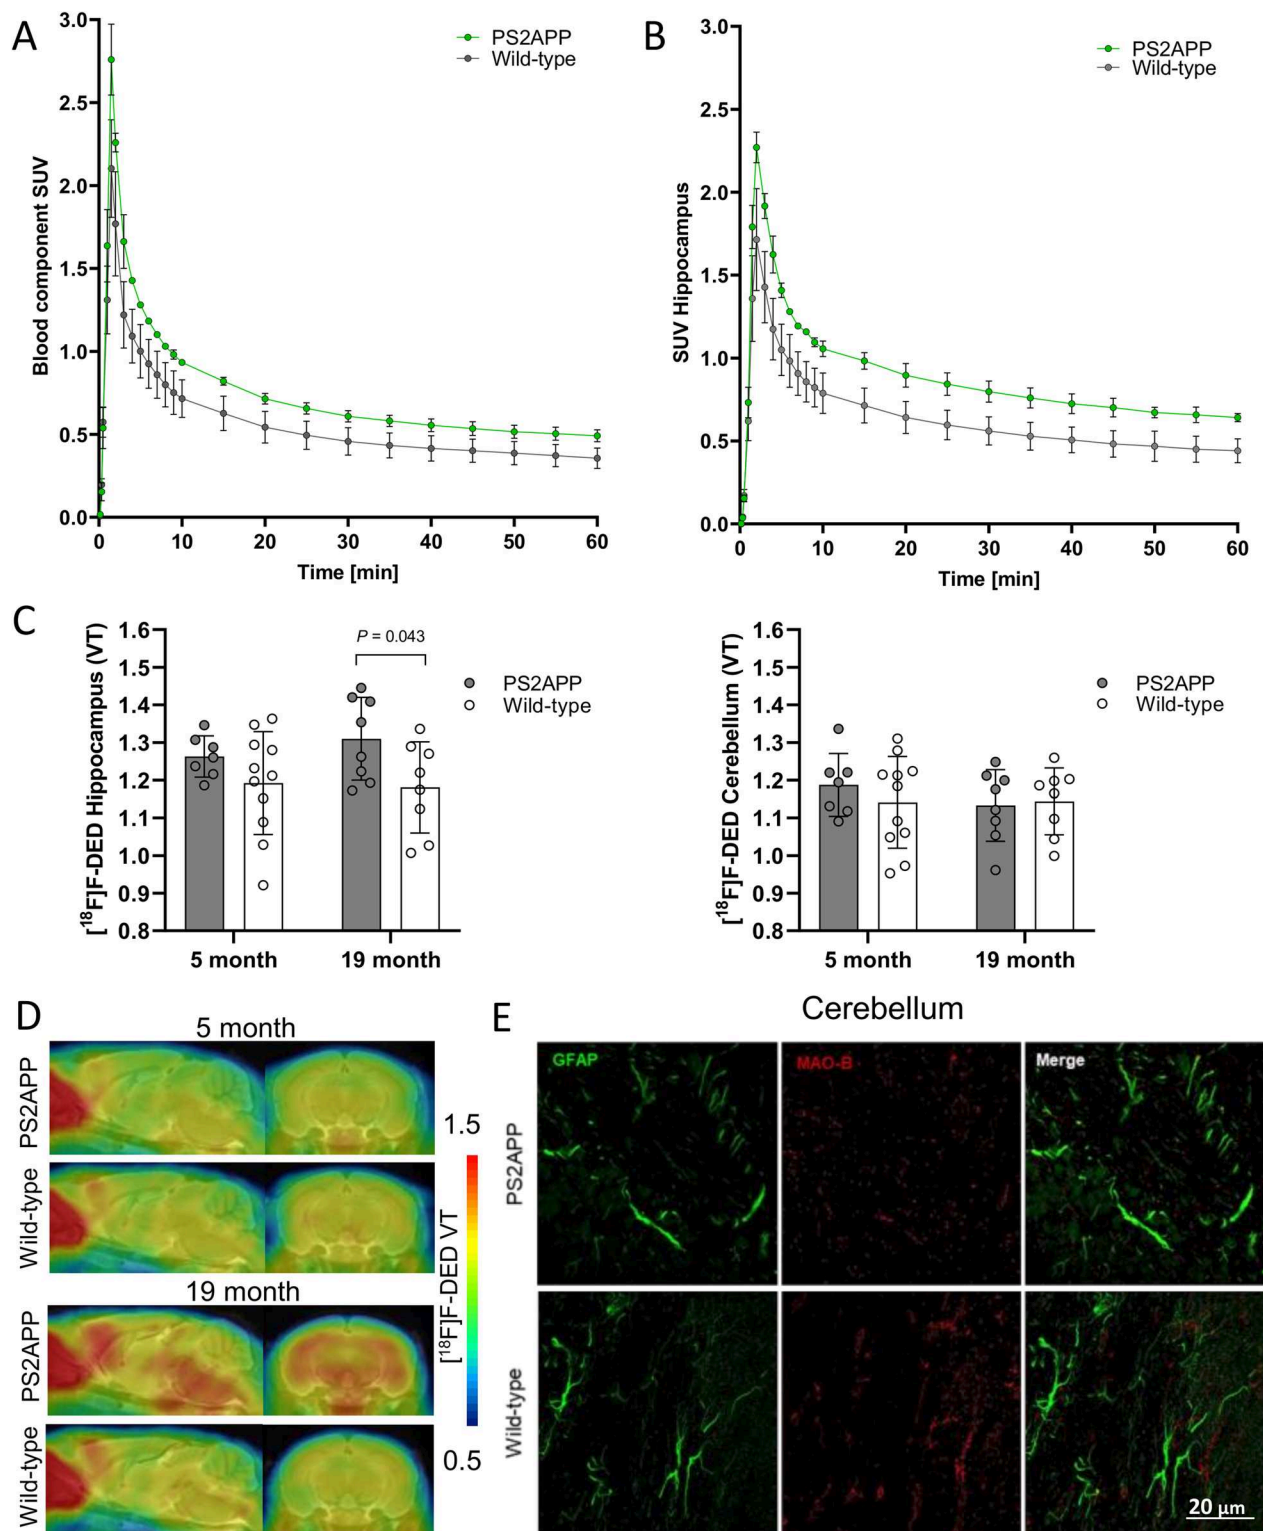 A
3.0
2.5
2.0
1.5
1.0
0.5
0.0
Blood component SUV
0 10 20 30 40 50 60
Time [min]
PS2APP
Wild-type
B
3.0
2.5
2.0
1.5
1.0
0.5
0.0
SUV Hippocampus
0 10 20 30 40 50 60
Time [min]
PS2APP
Wild-type
C
1.6
1.5
1.4
1.3
1.2
1.1
1.0
0.9
0.8
[18F]F-DED Hippocampus (VT)
P = 0.043
5 month 19 month
PS2APP
Wild-type
1.6
1.5
1.4
1.3
1.2
1.1
1.0
0.9
0.8
[18F]F-DED Cerebellum (VT)
5 month 19 month
PS2APP
Wild-type
D
5 month
PS2APP
Wild-type
19 month
PS2APP
Wild-type
1.5
[18F]F-DED VT
0.5
E
Cerebellum
GFAP
MAO-B
Merge
PS2APP
Wild-type
20 µm